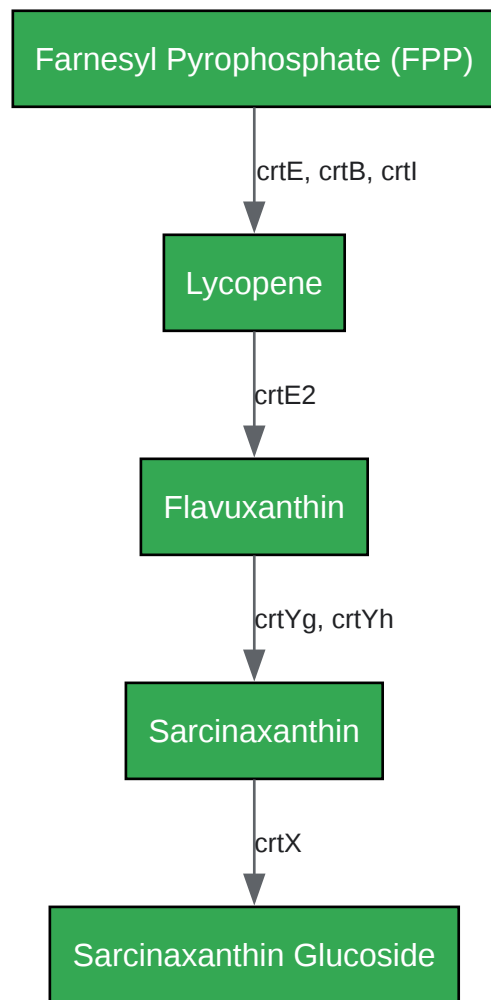 Farnesyl Pyrophosphate (FPP)
crtE, crtB, crtI
Lycopene
crtE2
Flavuxanthin
crtYg, crtYh
Sarcinaxanthin
crtX
Sarcinaxanthin Glucoside